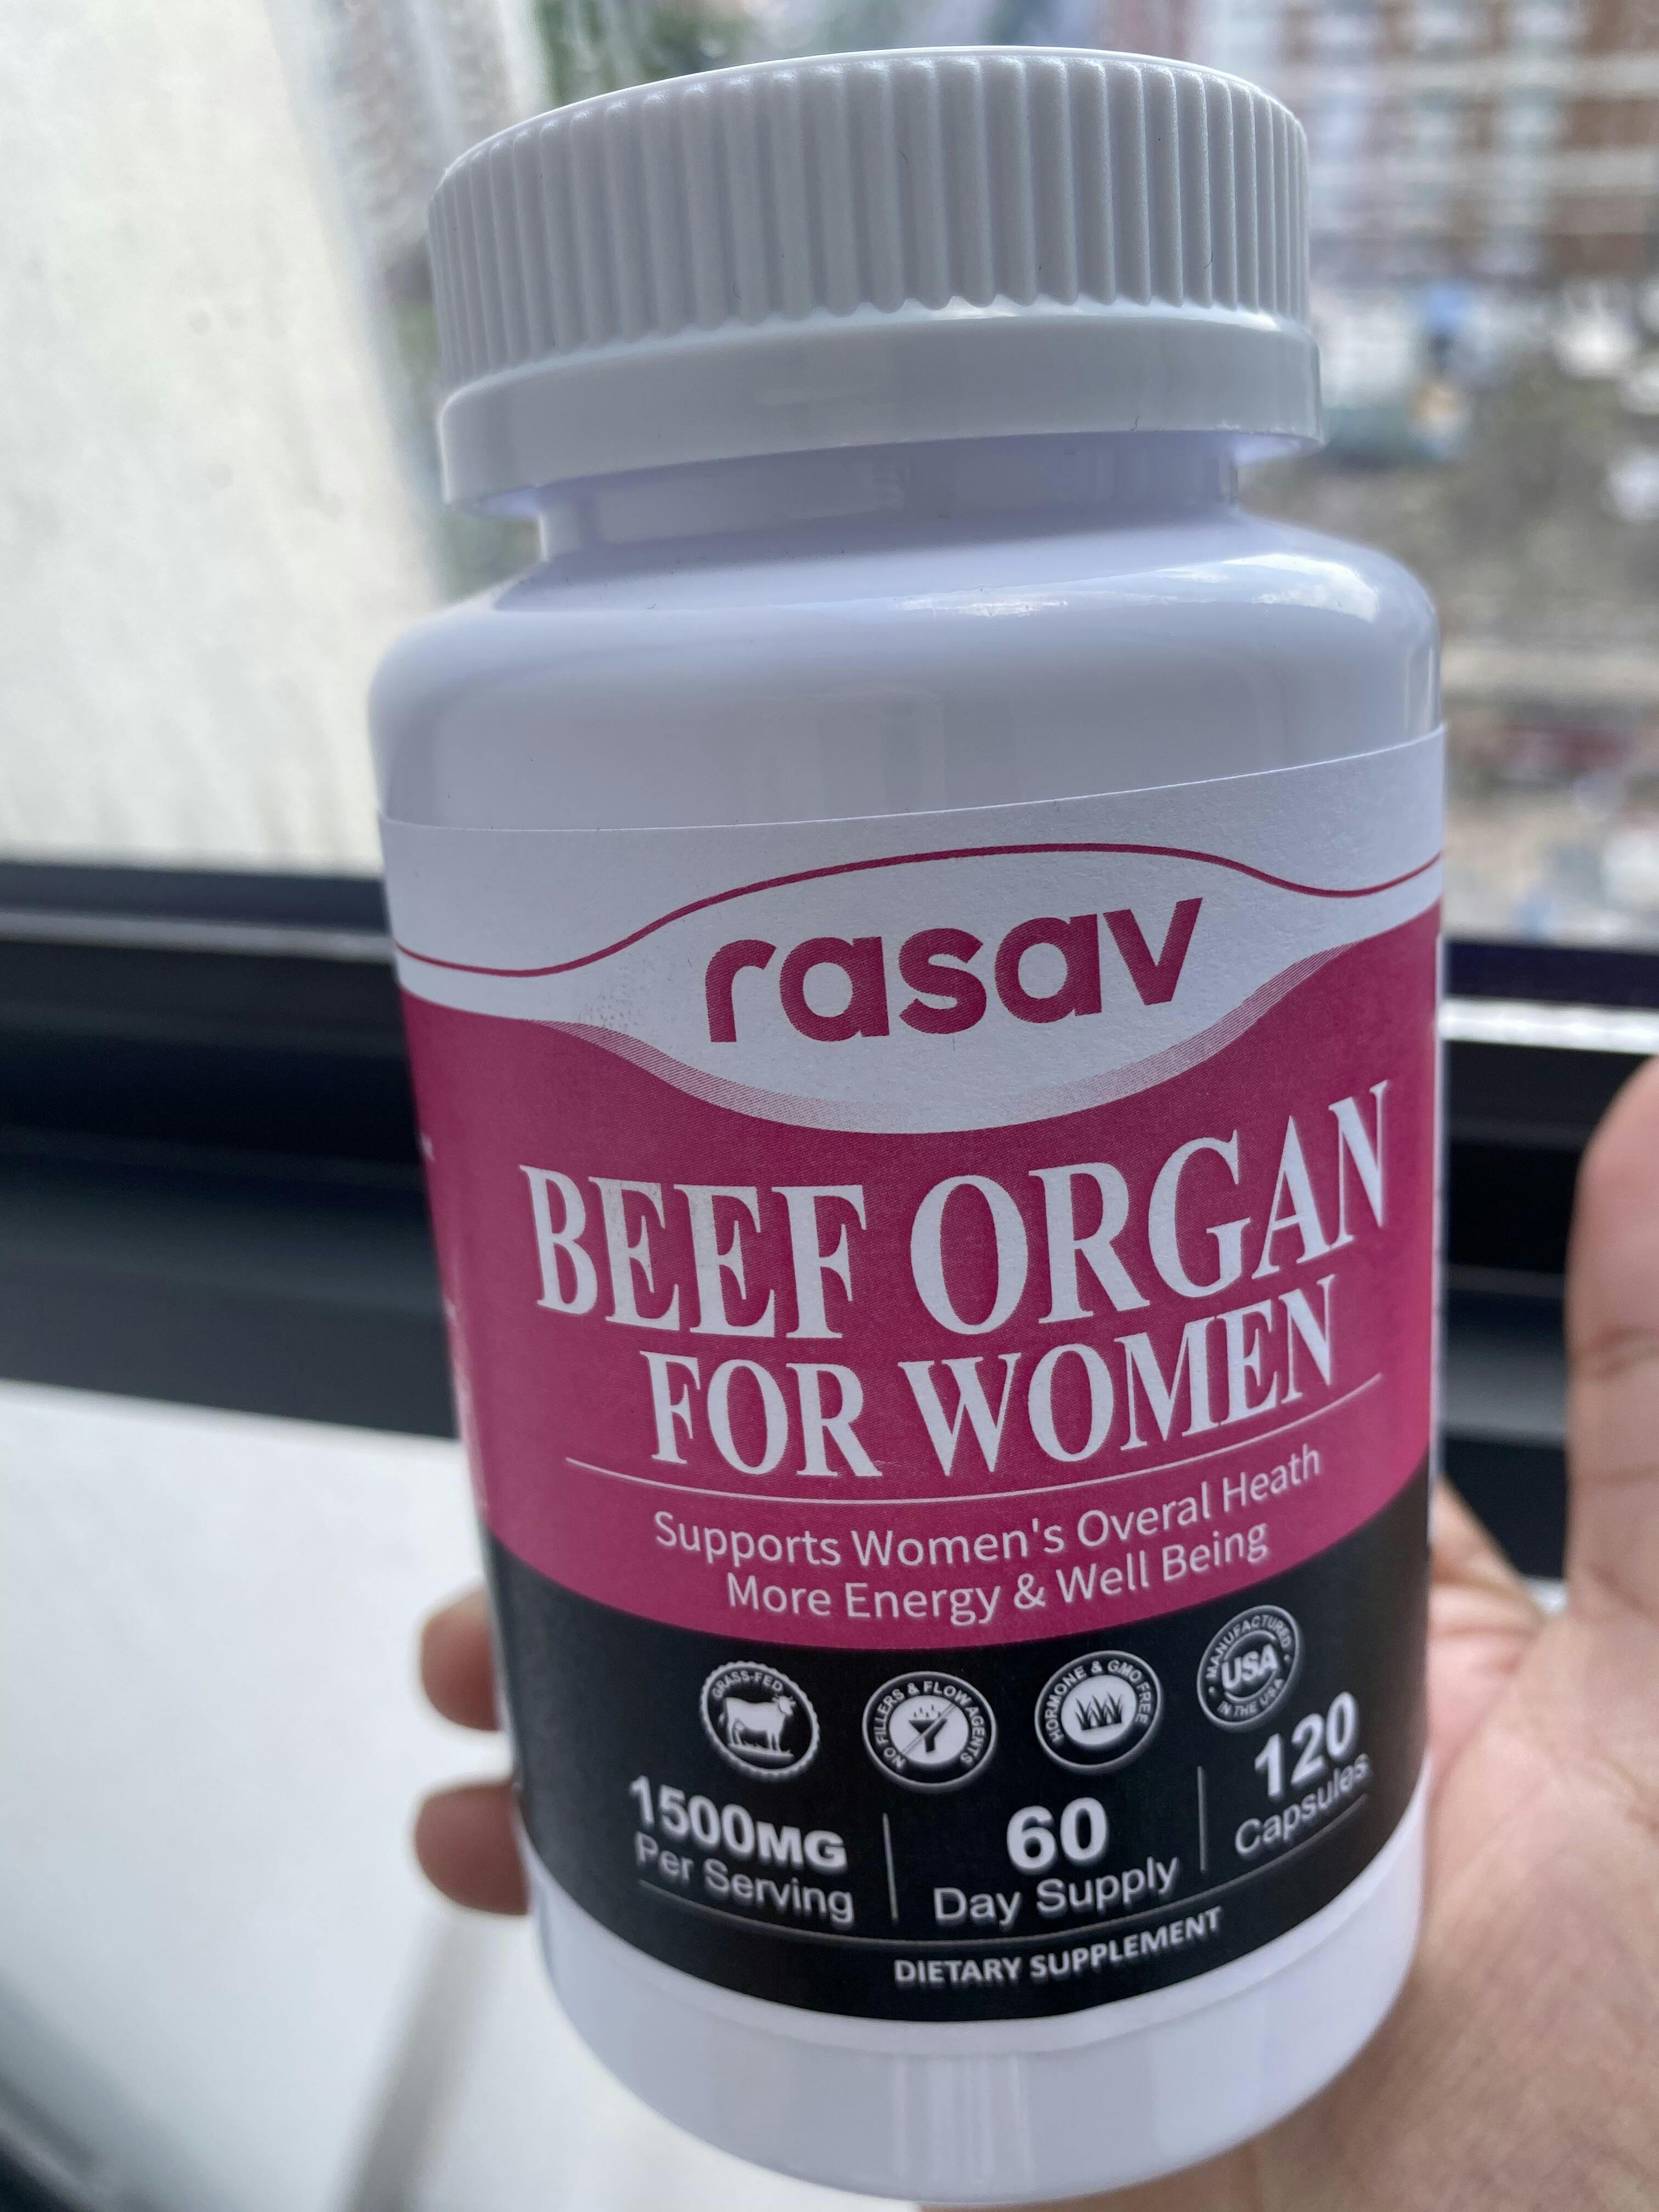 rasav
BEEF ORGAN
FOR WOMEN
Supports Women's Overal Heath
More Energy & Well Being
GRASS-FED
NO FILLERS & FLOW AGENTS
HORMONE & GMO FREE
MANUFACTURED
USA
IN THE USA
1500MG
Per Serving
60
Day Supply
120
Capsules
DIETARY SUPPLEMENT